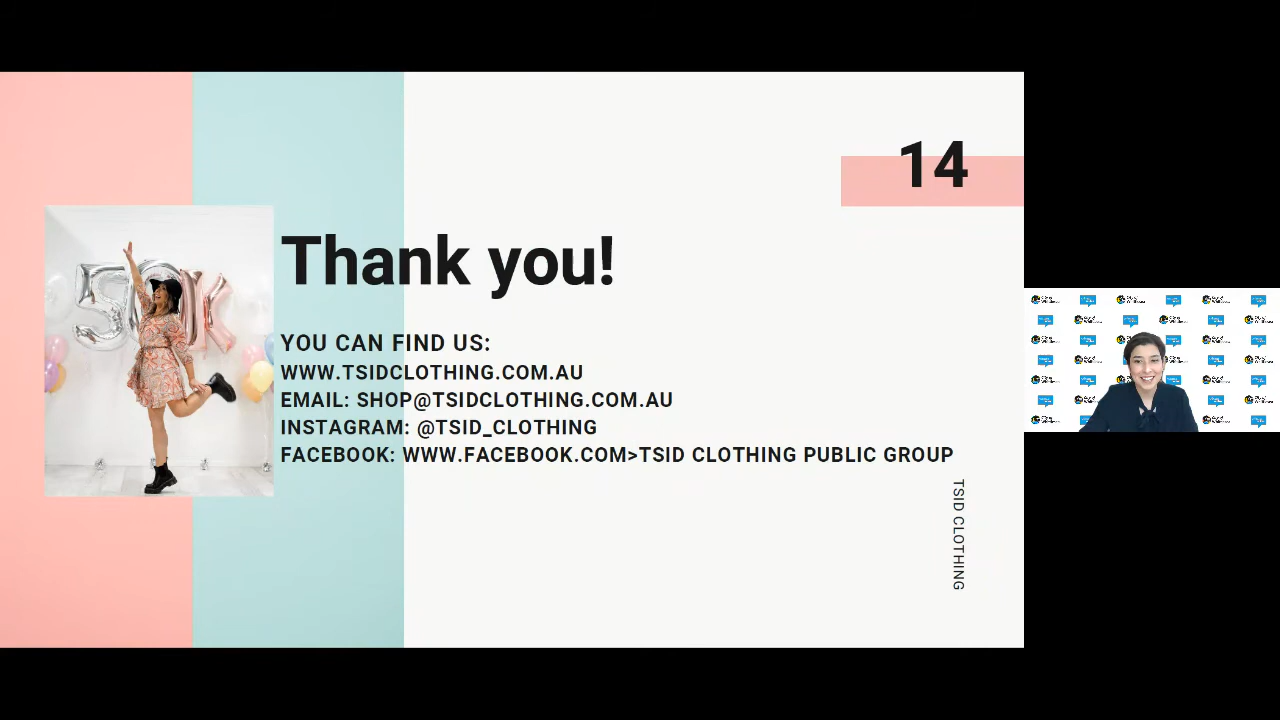 14
Thank you!
YOU CAN FIND US:
WWW.TSIDCLOTHING.COM.AU
EMAIL: SHOP@TSIDCLOTHING.COM.AU
INSTAGRAM: @TSID_CLOTHING
FACEBOOK: WWW.FACEBOOK.COM>TSID CLOTHING PUBLIC GROUP
TSID CLOTHING